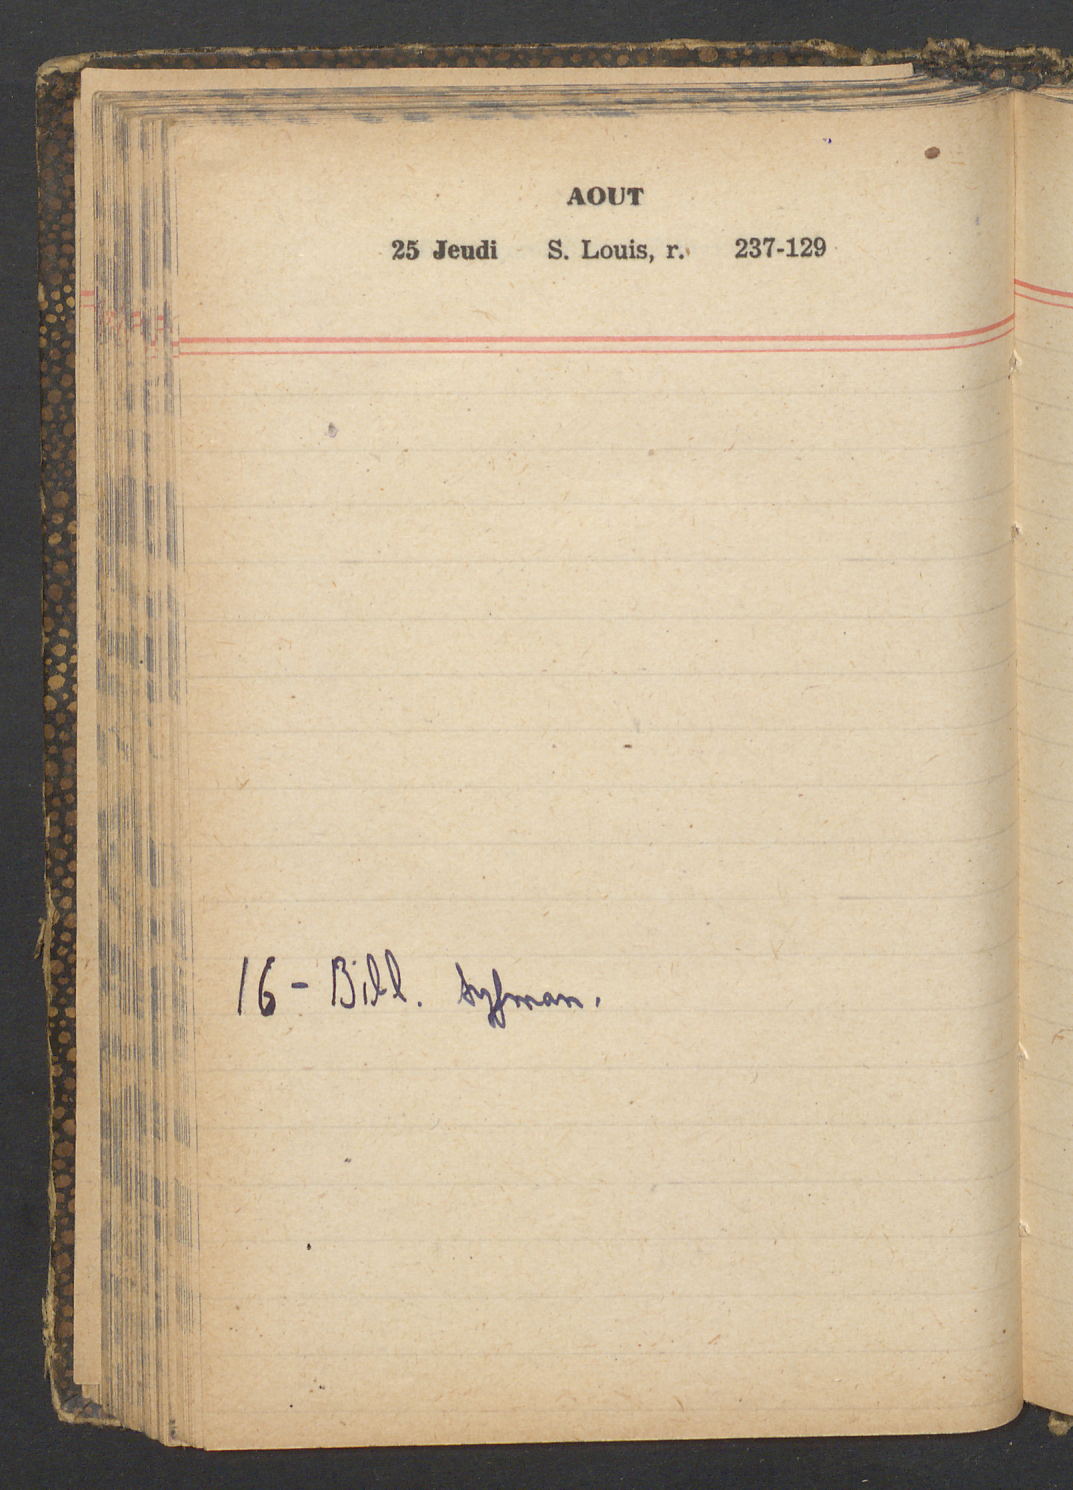 AOUT
25 Jeudi S. Louis, r. 237-129
16 - Bill.